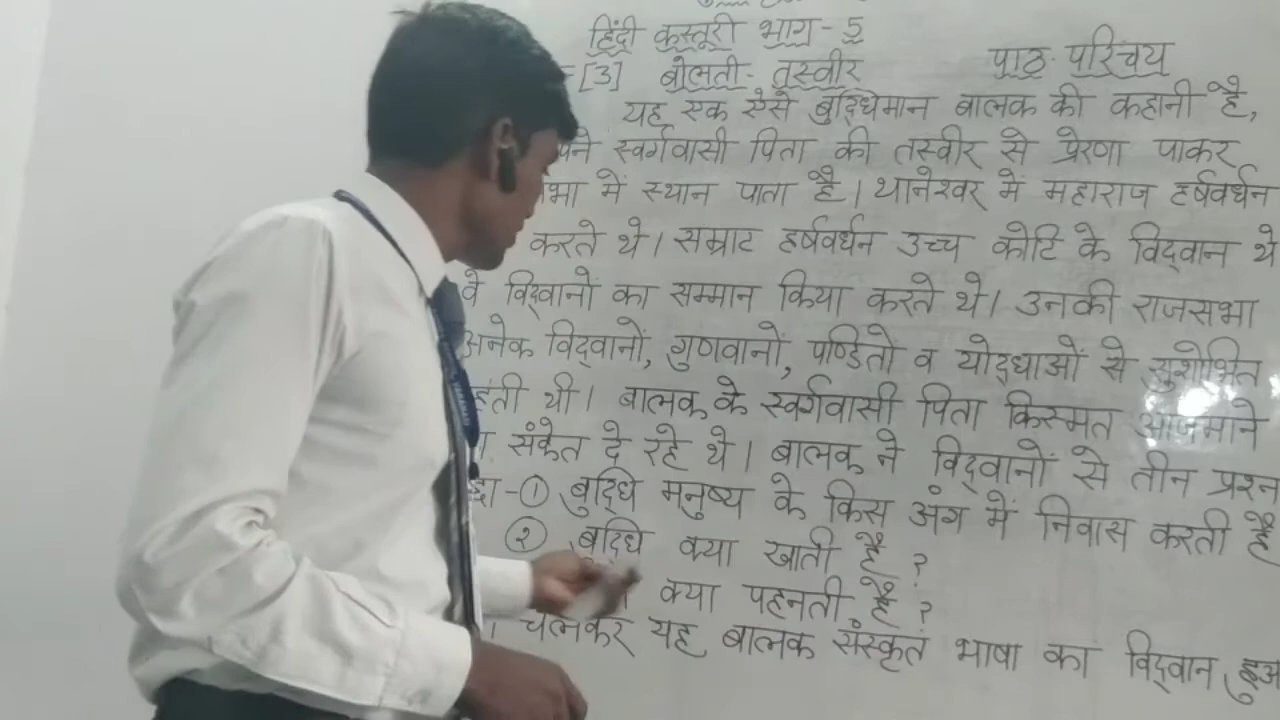 हिंदी कस्तूरी भाग - 5
[3] बोलती - तस्वीर पाठ - परिचय
यह एक ऐसे बुद्धिमान बालक की कहानी है,
स्वर्गवासी पिता की तस्वीर से प्रेरणा पाकर
में स्थान पाता है। थानेश्वर में महाराज हर्षवर्धन
करते थे। सम्राट हर्षवर्धन उच्च कोटि के विद्वान थे
वे विद्वानों का सम्मान किया करते थे। उनकी राजसभा
अनेक विद्वानों, गुणवानों, पण्डितों व योद्धाओं से सुशोभित
थी। बालक के स्वर्गवासी पिता किस्मत आजमाने
संकेत दे रहे थे। बालक ने विद्वानों से तीन प्रश्न
- ① बुद्धि मनुष्य के किस अंग में निवास करती है
② बुद्धि क्या खाती है ?
क्या पहनती है ?
चलकर यह बालक संस्कृत भाषा का विद्वान